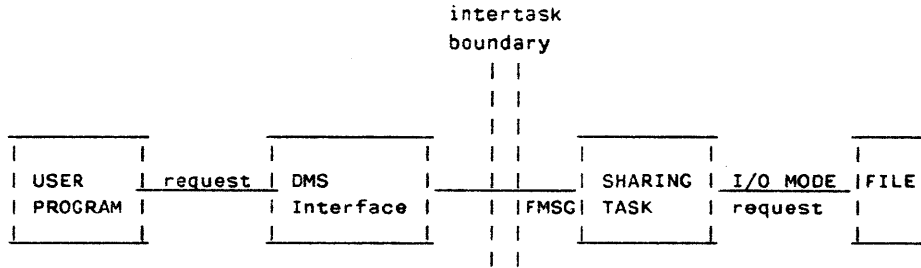 intertask
boundary
USER request DMS SHARING I/O MODE FILE
PROGRAM Interface FMSG TASK request